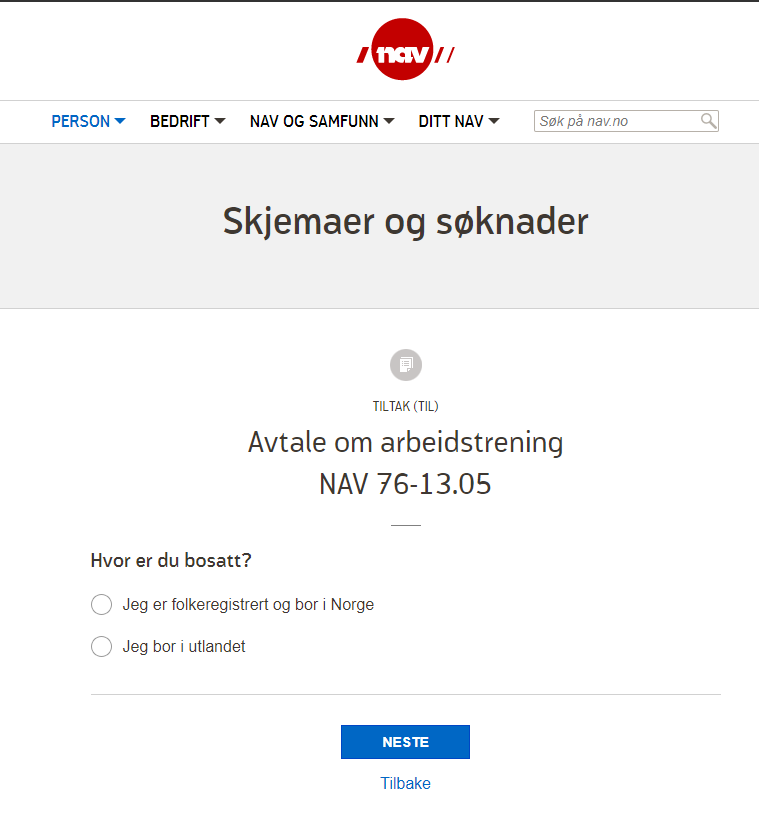 nav
PERSON BEDRIFT NAV OG SAMFUNN DITT NAV Søk på nav.no
Skjemaer og søknader
TILTAK (TIL)
Avtale om arbeidstrening
NAV 76-13.05
Hvor er du bosatt?
Jeg er folkeregistrert og bor i Norge
Jeg bor i utlandet
NESTE
Tilbake